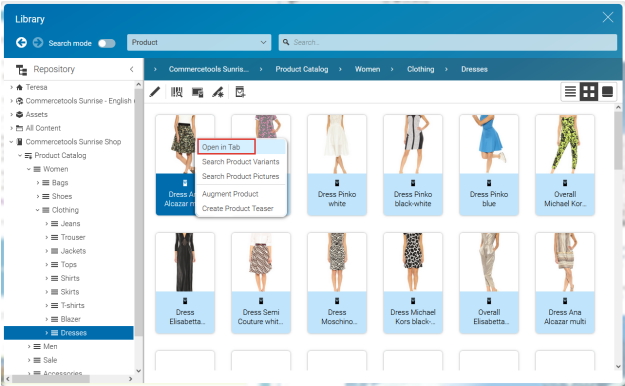 Library
Search mode
Product
Search...
Repository
Commercetools Sunris... › Product Catalog › Women › Clothing › Dresses
Teresa
Commercetools Sunrise - English
Assets
All Content
Commercetools Sunrise Shop
Product Catalog
Women
Bags
Shoes
Clothing
Jeans
Trouser
Jackets
Tops
Shirts
Skirts
T-shirts
Blazer
Dresses
Men
Sale
Accessories
Open in Tab
Search Product Variants
Search Product Pictures
Augment Product
Create Product Teaser
Dress
Alcazar
Dress Pinko
white
Dress Pinko
black-white
Dress Pinko
blue
Overall
Michael Kor...
Dress
Elisabetta...
Dress Semi
Couture whit...
Dress
Moschino...
Dress Michael
Kors black-...
Overall
Elisabetta...
Dress Ana
Alcazar multi